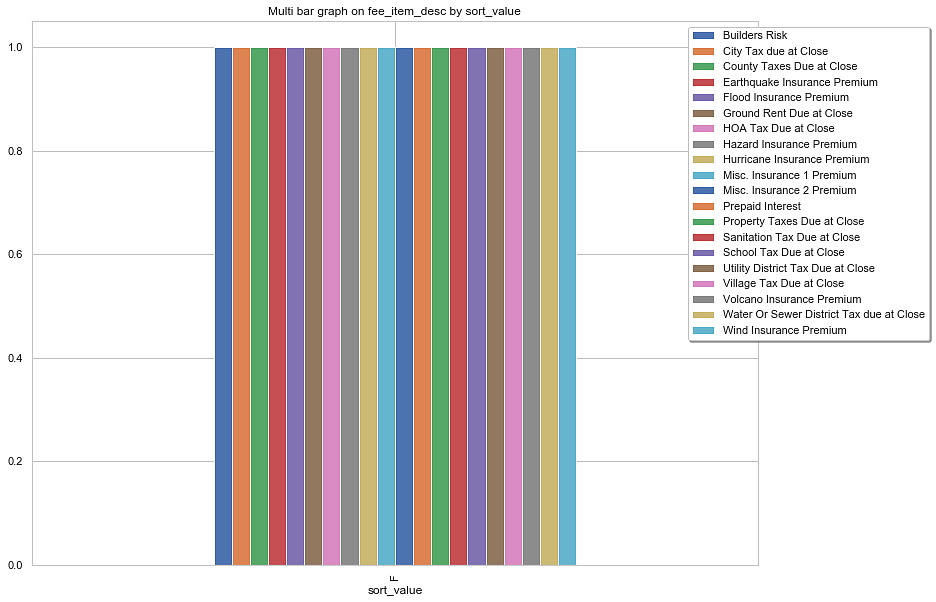 Multi bar graph on fee_item_desc by sort_value
1.0
0.8
0.6
0.4
0.2
0.0
F
sort_value
Builders Risk
City Tax due at Close
County Taxes Due at Close
Earthquake Insurance Premium
Flood Insurance Premium
Ground Rent Due at Close
HOA Tax Due at Close
Hazard Insurance Premium
Hurricane Insurance Premium
Misc. Insurance 1 Premium
Misc. Insurance 2 Premium
Prepaid Interest
Property Taxes Due at Close
Sanitation Tax Due at Close
School Tax Due at Close
Utility District Tax Due at Close
Village Tax Due at Close
Volcano Insurance Premium
Water Or Sewer District Tax due at Close
Wind Insurance Premium